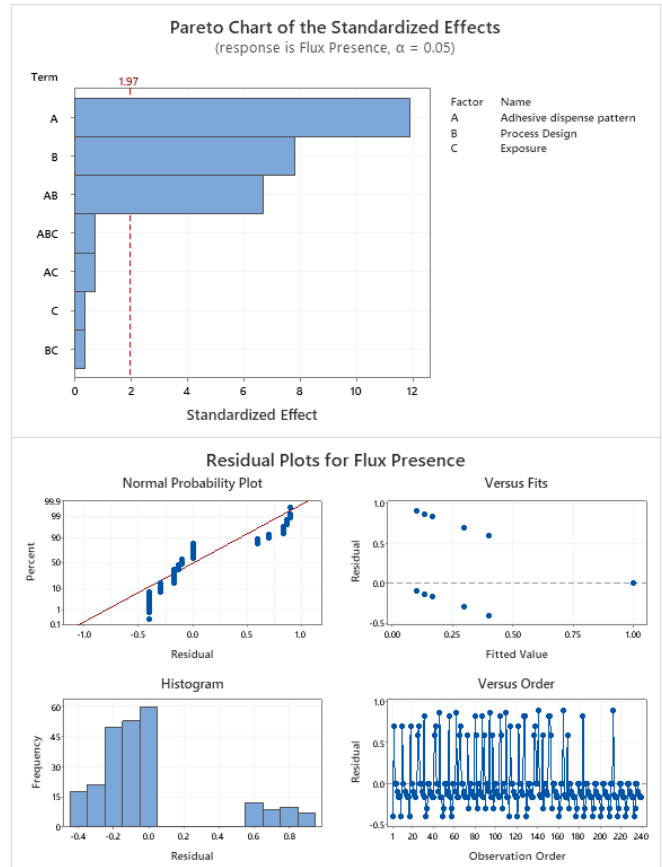 Pareto Chart of the Standardized Effects
(response is Flux Presence, α = 0.05)
Term
1.97
A
B
AB
ABC
AC
C
BC
0 2 4 6 8 10 12
Standardized Effect
Factor Name
A Adhesive dispense pattern
B Process Design
C Exposure
Residual Plots for Flux Presence
Normal Probability Plot
99.9
99
90
50
10
1
0.1
Percent
-1.0 -0.5 0.0 0.5 1.0
Residual
Versus Fits
1.0
0.5
0.0
-0.5
Residual
0.00 0.25 0.50 0.75 1.00
Fitted Value
Histogram
60
45
30
15
0
Frequency
-0.4 -0.2 0.0 0.2 0.4 0.6 0.8
Residual
Versus Order
1.0
0.5
0.0
-0.5
Residual
1 20 40 60 80 100 120 140 160 180 200 220 240
Observation Order